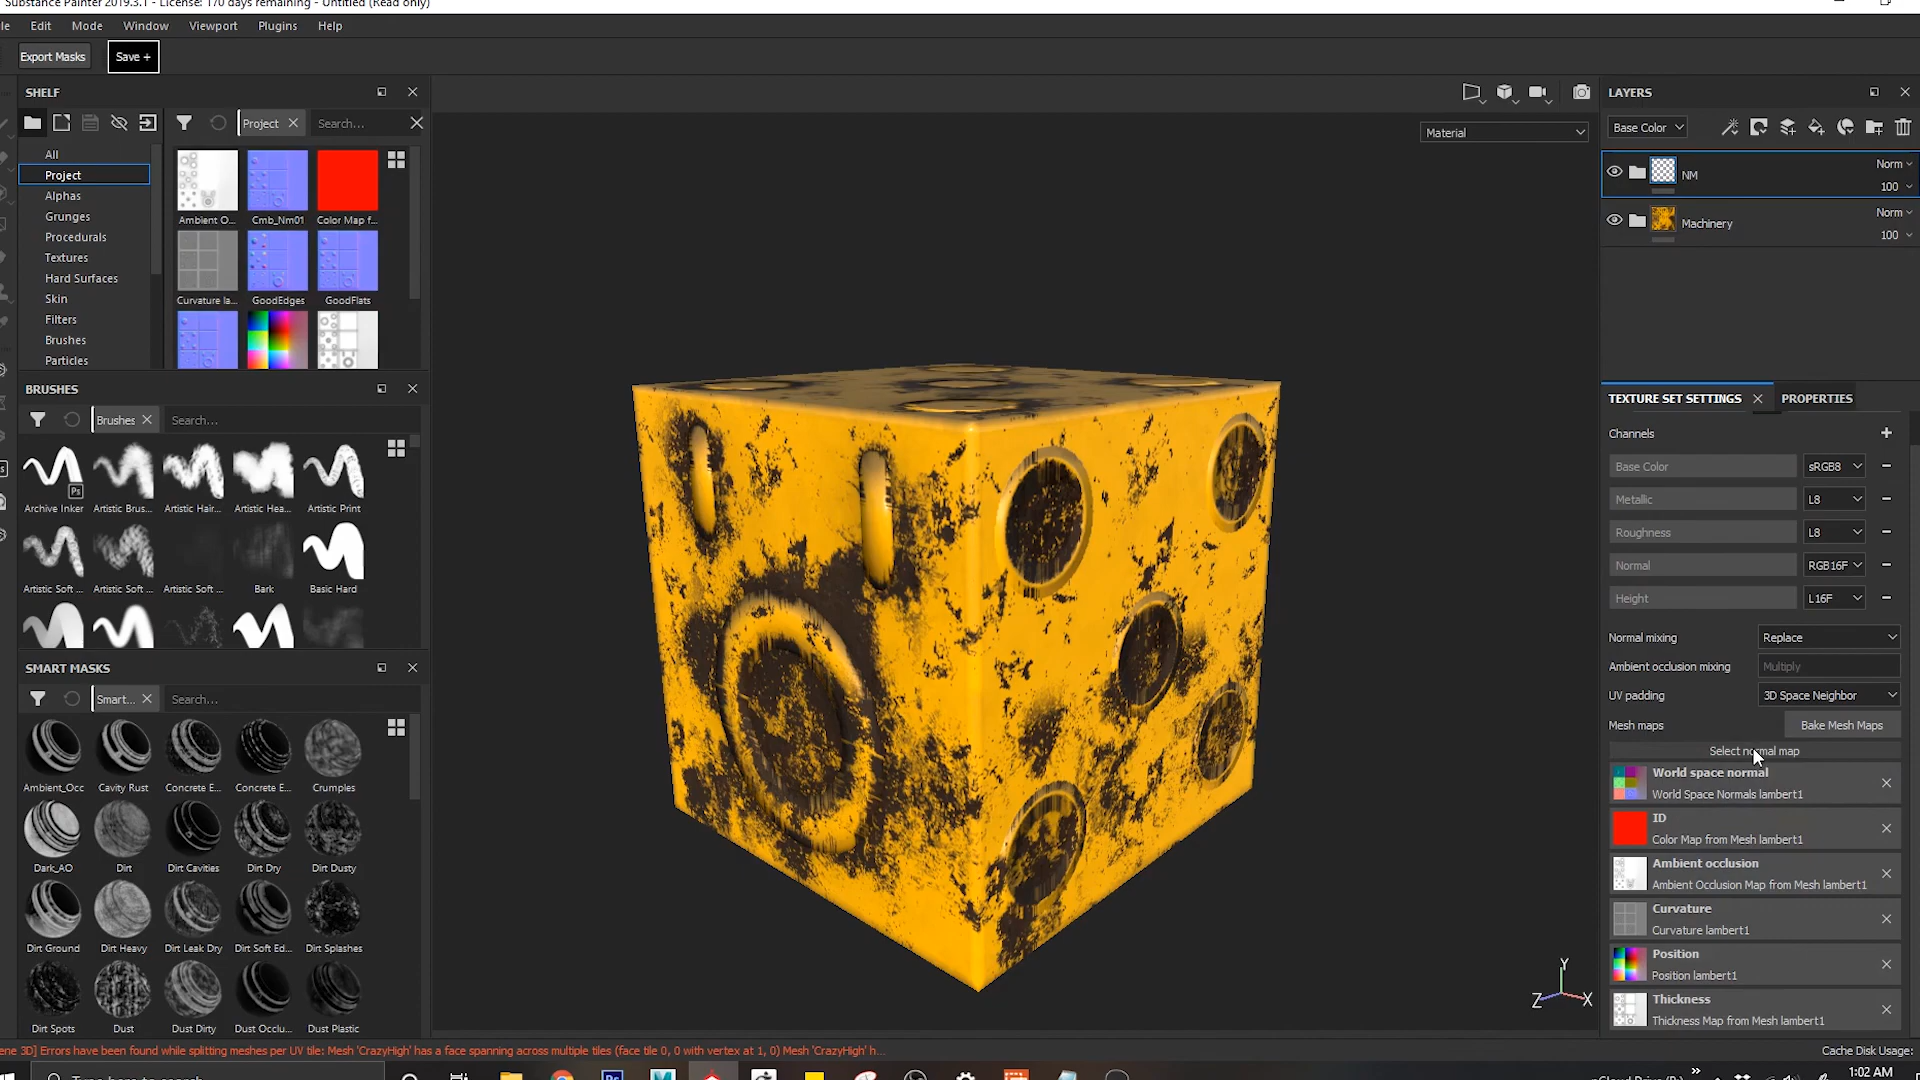 Substance Painter 2019.3.1 - License: 170 days remaining - Untitled (Read only)
le Edit Mode Window Viewport Plugins Help
Export Masks Save +
SHELF
Project Search...
All
Project
Alphas
Grunges
Procedurals
Textures
Hard Surfaces
Skin
Filters
Brushes
Particles
Ambient O... Cmb_Nm01 Color Map f...
Curvature la... GoodEdges GoodFlats
BRUSHES
Brushes Search...
Archive Inker Artistic Brus... Artistic Hair... Artistic Hea... Artistic Print
Artistic Soft ... Artistic Soft ... Artistic Soft ... Bark Basic Hard
SMART MASKS
Smart... Search...
Ambient_Occ Cavity Rust Concrete E... Concrete E... Crumples
Dark_AO Dirt Dirt Cavities Dirt Dry Dirt Dusty
Dirt Ground Dirt Heavy Dirt Leak Dry Dirt Soft Ed... Dirt Splashes
Dirt Spots Dust Dust Dirty Dust Occlu... Dust Plastic
Material
Y
Z X
LAYERS
Base Color
NM Norm 100
Machinery Norm 100
TEXTURE SET SETTINGS PROPERTIES
Channels
Base Color sRGB8
Metallic L8
Roughness L8
Normal RGB16F
Height L16F
Normal mixing Replace
Ambient occlusion mixing Multiply
UV padding 3D Space Neighbor
Mesh maps Bake Mesh Maps
Select normal map
World space normal
World Space Normals lambert1
ID
Color Map from Mesh lambert1
Ambient occlusion
Ambient Occlusion Map from Mesh lambert1
Curvature
Curvature lambert1
Position
Position lambert1
Thickness
Thickness Map from Mesh lambert1
ene 3D] Errors have been found while splitting meshes per UV tile: Mesh 'CrazyHigh' has a face spanning across multiple tiles (face tile 0, 0 with vertex at 1, 0) Mesh 'CrazyHigh' h...
Cache Disk Usage:
1:02 AM